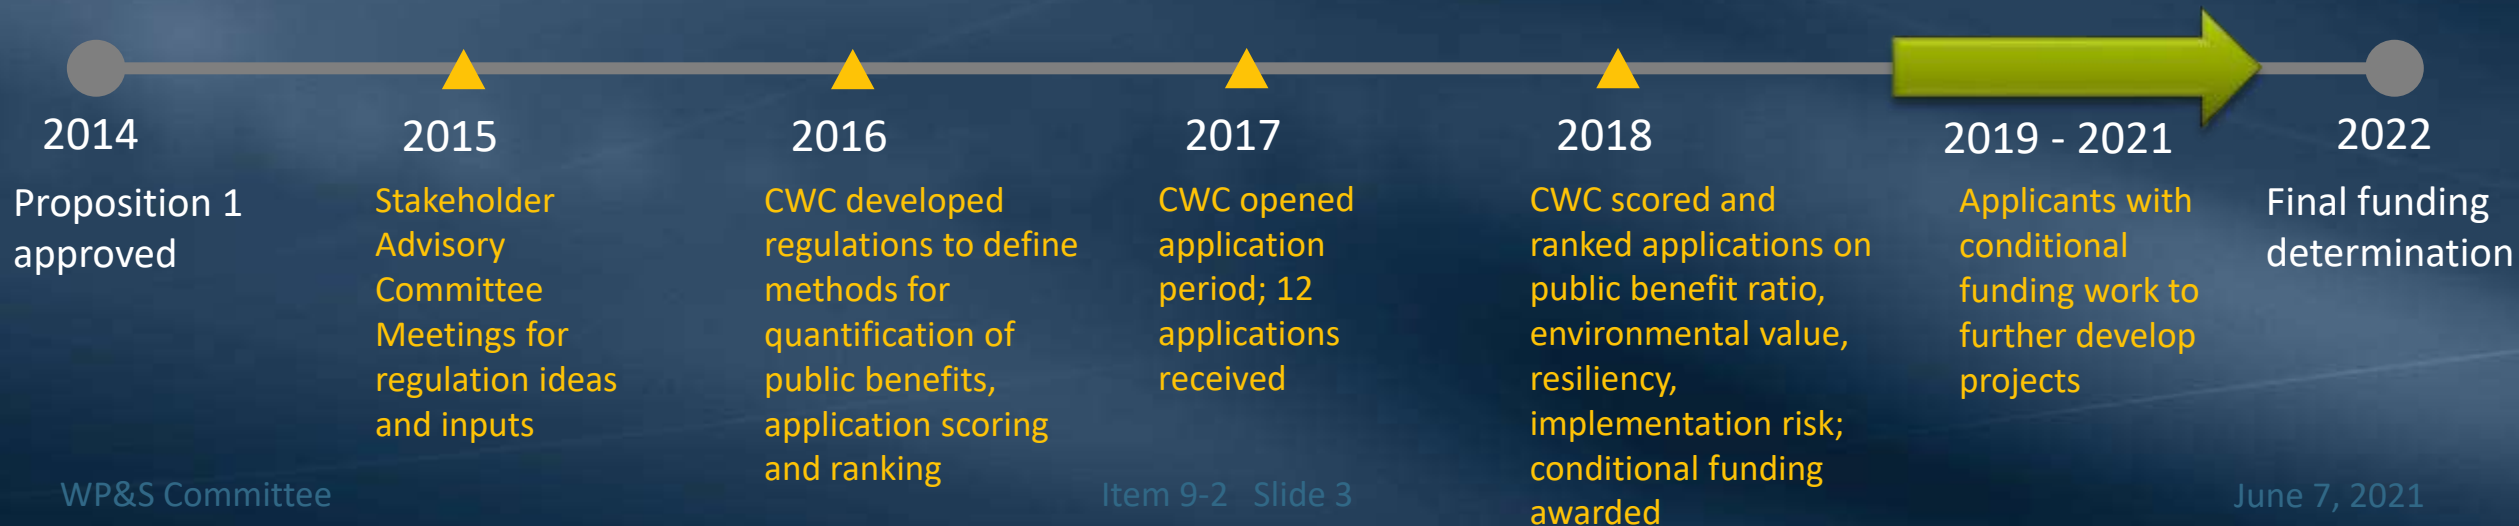 2014
Proposition 1
approved
2015
Stakeholder
Advisory
Committee
Meetings for
regulation ideas
and inputs
2016
CWC developed
regulations to define
methods for
quantification of
public benefits,
application scoring
and ranking
2017
CWC opened
application
period; 12
applications
received
2018
CWC scored and
ranked applications on
public benefit ratio,
environmental value,
resiliency,
implementation risk;
conditional funding
awarded
2019 - 2021
Applicants with
conditional
funding work to
further develop
projects
2022
Final funding
determination
WP&S Committee
Item 9-2 Slide 3
June 7, 2021